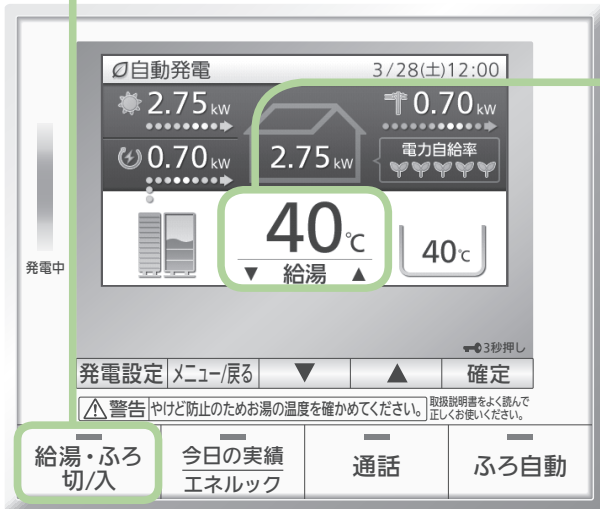 自動発電 3/28(土)12:00
2.75kW 0.70kW
0.70kW 2.75kW 電力自給率
発電中
40℃
▼ 給湯 ▲
40℃
3秒押し
発電設定 メニュー/戻る ▼ ▲ 確定
警告 やけど防止のためお湯の温度を確かめてください。 取扱説明書をよく読んで
正しくお使いください。
給湯・ふろ
切/入
今日の実績
エネルック
通話
ふろ自動